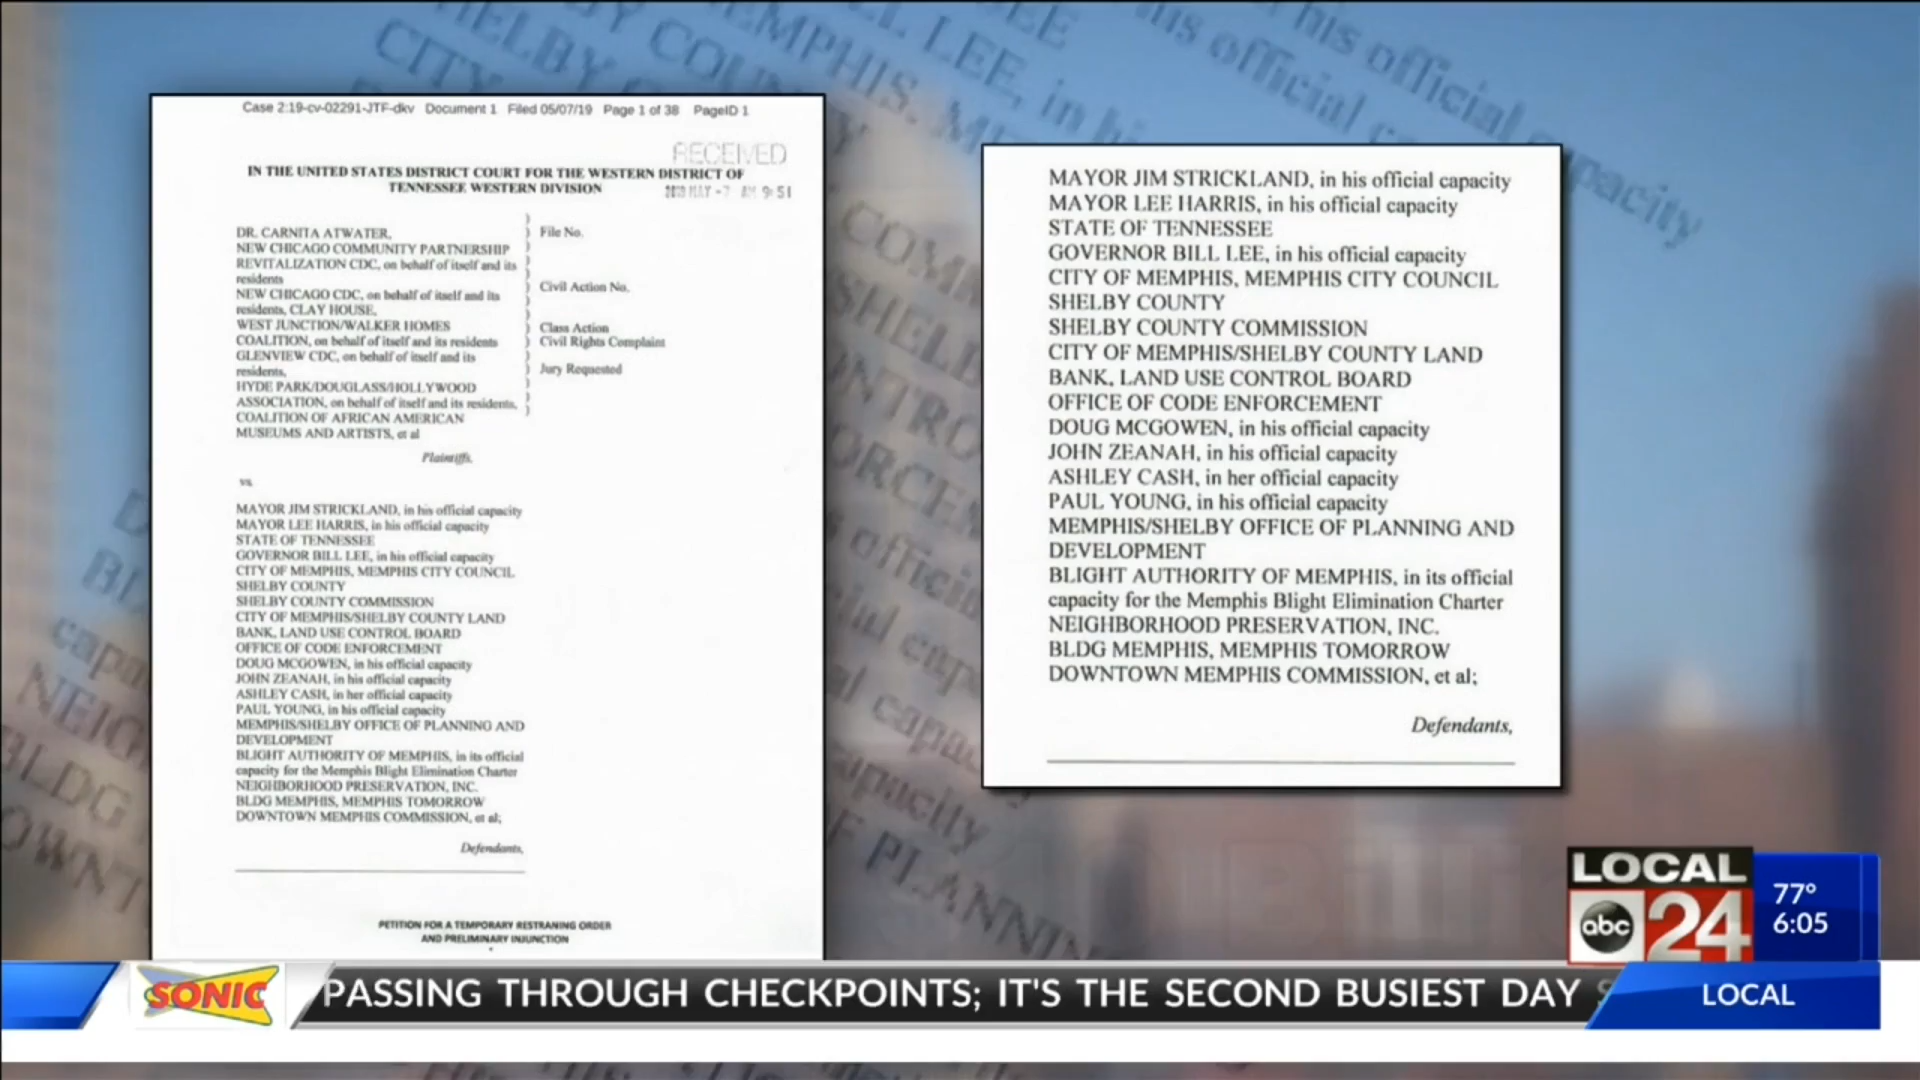 Case 2:19-cv-02291-JTF-dkv Document 1 Filed 05/07/19 Page 1 of 38 PageID 1
RECEIVED
IN THE UNITED STATES DISTRICT COURT FOR THE WESTERN DISTRICT OF
TENNESSEE WESTERN DIVISION
9:51
DR. CARNITA ATWATER,
NEW CHICAGO COMMUNITY PARTNERSHIP
REVITALIZATION CDC, on behalf of itself and its
residents
NEW CHICAGO CDC, on behalf of itself and its
residents, CLAY HOUSE,
WEST JUNCTION/WALKER HOMES
COALITION, on behalf of itself and its residents
GLENVIEW CDC, on behalf of itself and its
residents,
HYDE PARK/DOUGLASS/HOLLYWOOD
ASSOCIATION, on behalf of itself and its residents,
COALITION OF AFRICAN AMERICAN
MUSEUMS AND ARTISTS, et al
Plaintiffs,
File No.
Civil Action No.
Class Action
Civil Rights Complaint
Jury Requested
vs.
MAYOR JIM STRICKLAND, in his official capacity
MAYOR LEE HARRIS, in his official capacity
STATE OF TENNESSEE
GOVERNOR BILL LEE, in his official capacity
CITY OF MEMPHIS, MEMPHIS CITY COUNCIL
SHELBY COUNTY
SHELBY COUNTY COMMISSION
CITY OF MEMPHIS/SHELBY COUNTY LAND
BANK, LAND USE CONTROL BOARD
OFFICE OF CODE ENFORCEMENT
DOUG MCGOWEN, in his official capacity
JOHN ZEANAH, in his official capacity
ASHLEY CASH, in her official capacity
PAUL YOUNG, in his official capacity
MEMPHIS/SHELBY OFFICE OF PLANNING AND
DEVELOPMENT
BLIGHT AUTHORITY OF MEMPHIS, in its official
capacity for the Memphis Blight Elimination Charter
NEIGHBORHOOD PRESERVATION, INC.
BLDG MEMPHIS, MEMPHIS TOMORROW
DOWNTOWN MEMPHIS COMMISSION, et al;
Defendants,
PETITION FOR A TEMPORARY RESTRANING ORDER
AND PRELIMINARY INJUNCTION
MAYOR JIM STRICKLAND, in his official capacity
MAYOR LEE HARRIS, in his official capacity
STATE OF TENNESSEE
GOVERNOR BILL LEE, in his official capacity
CITY OF MEMPHIS, MEMPHIS CITY COUNCIL
SHELBY COUNTY
SHELBY COUNTY COMMISSION
CITY OF MEMPHIS/SHELBY COUNTY LAND
BANK, LAND USE CONTROL BOARD
OFFICE OF CODE ENFORCEMENT
DOUG MCGOWEN, in his official capacity
JOHN ZEANAH, in his official capacity
ASHLEY CASH, in her official capacity
PAUL YOUNG, in his official capacity
MEMPHIS/SHELBY OFFICE OF PLANNING AND
DEVELOPMENT
BLIGHT AUTHORITY OF MEMPHIS, in its official
capacity for the Memphis Blight Elimination Charter
NEIGHBORHOOD PRESERVATION, INC.
BLDG MEMPHIS, MEMPHIS TOMORROW
DOWNTOWN MEMPHIS COMMISSION, et al;
Defendants,
LOCAL
abc 24
77°
6:05
SONIC
PASSING THROUGH CHECKPOINTS; IT'S THE SECOND BUSIEST DAY
LOCAL